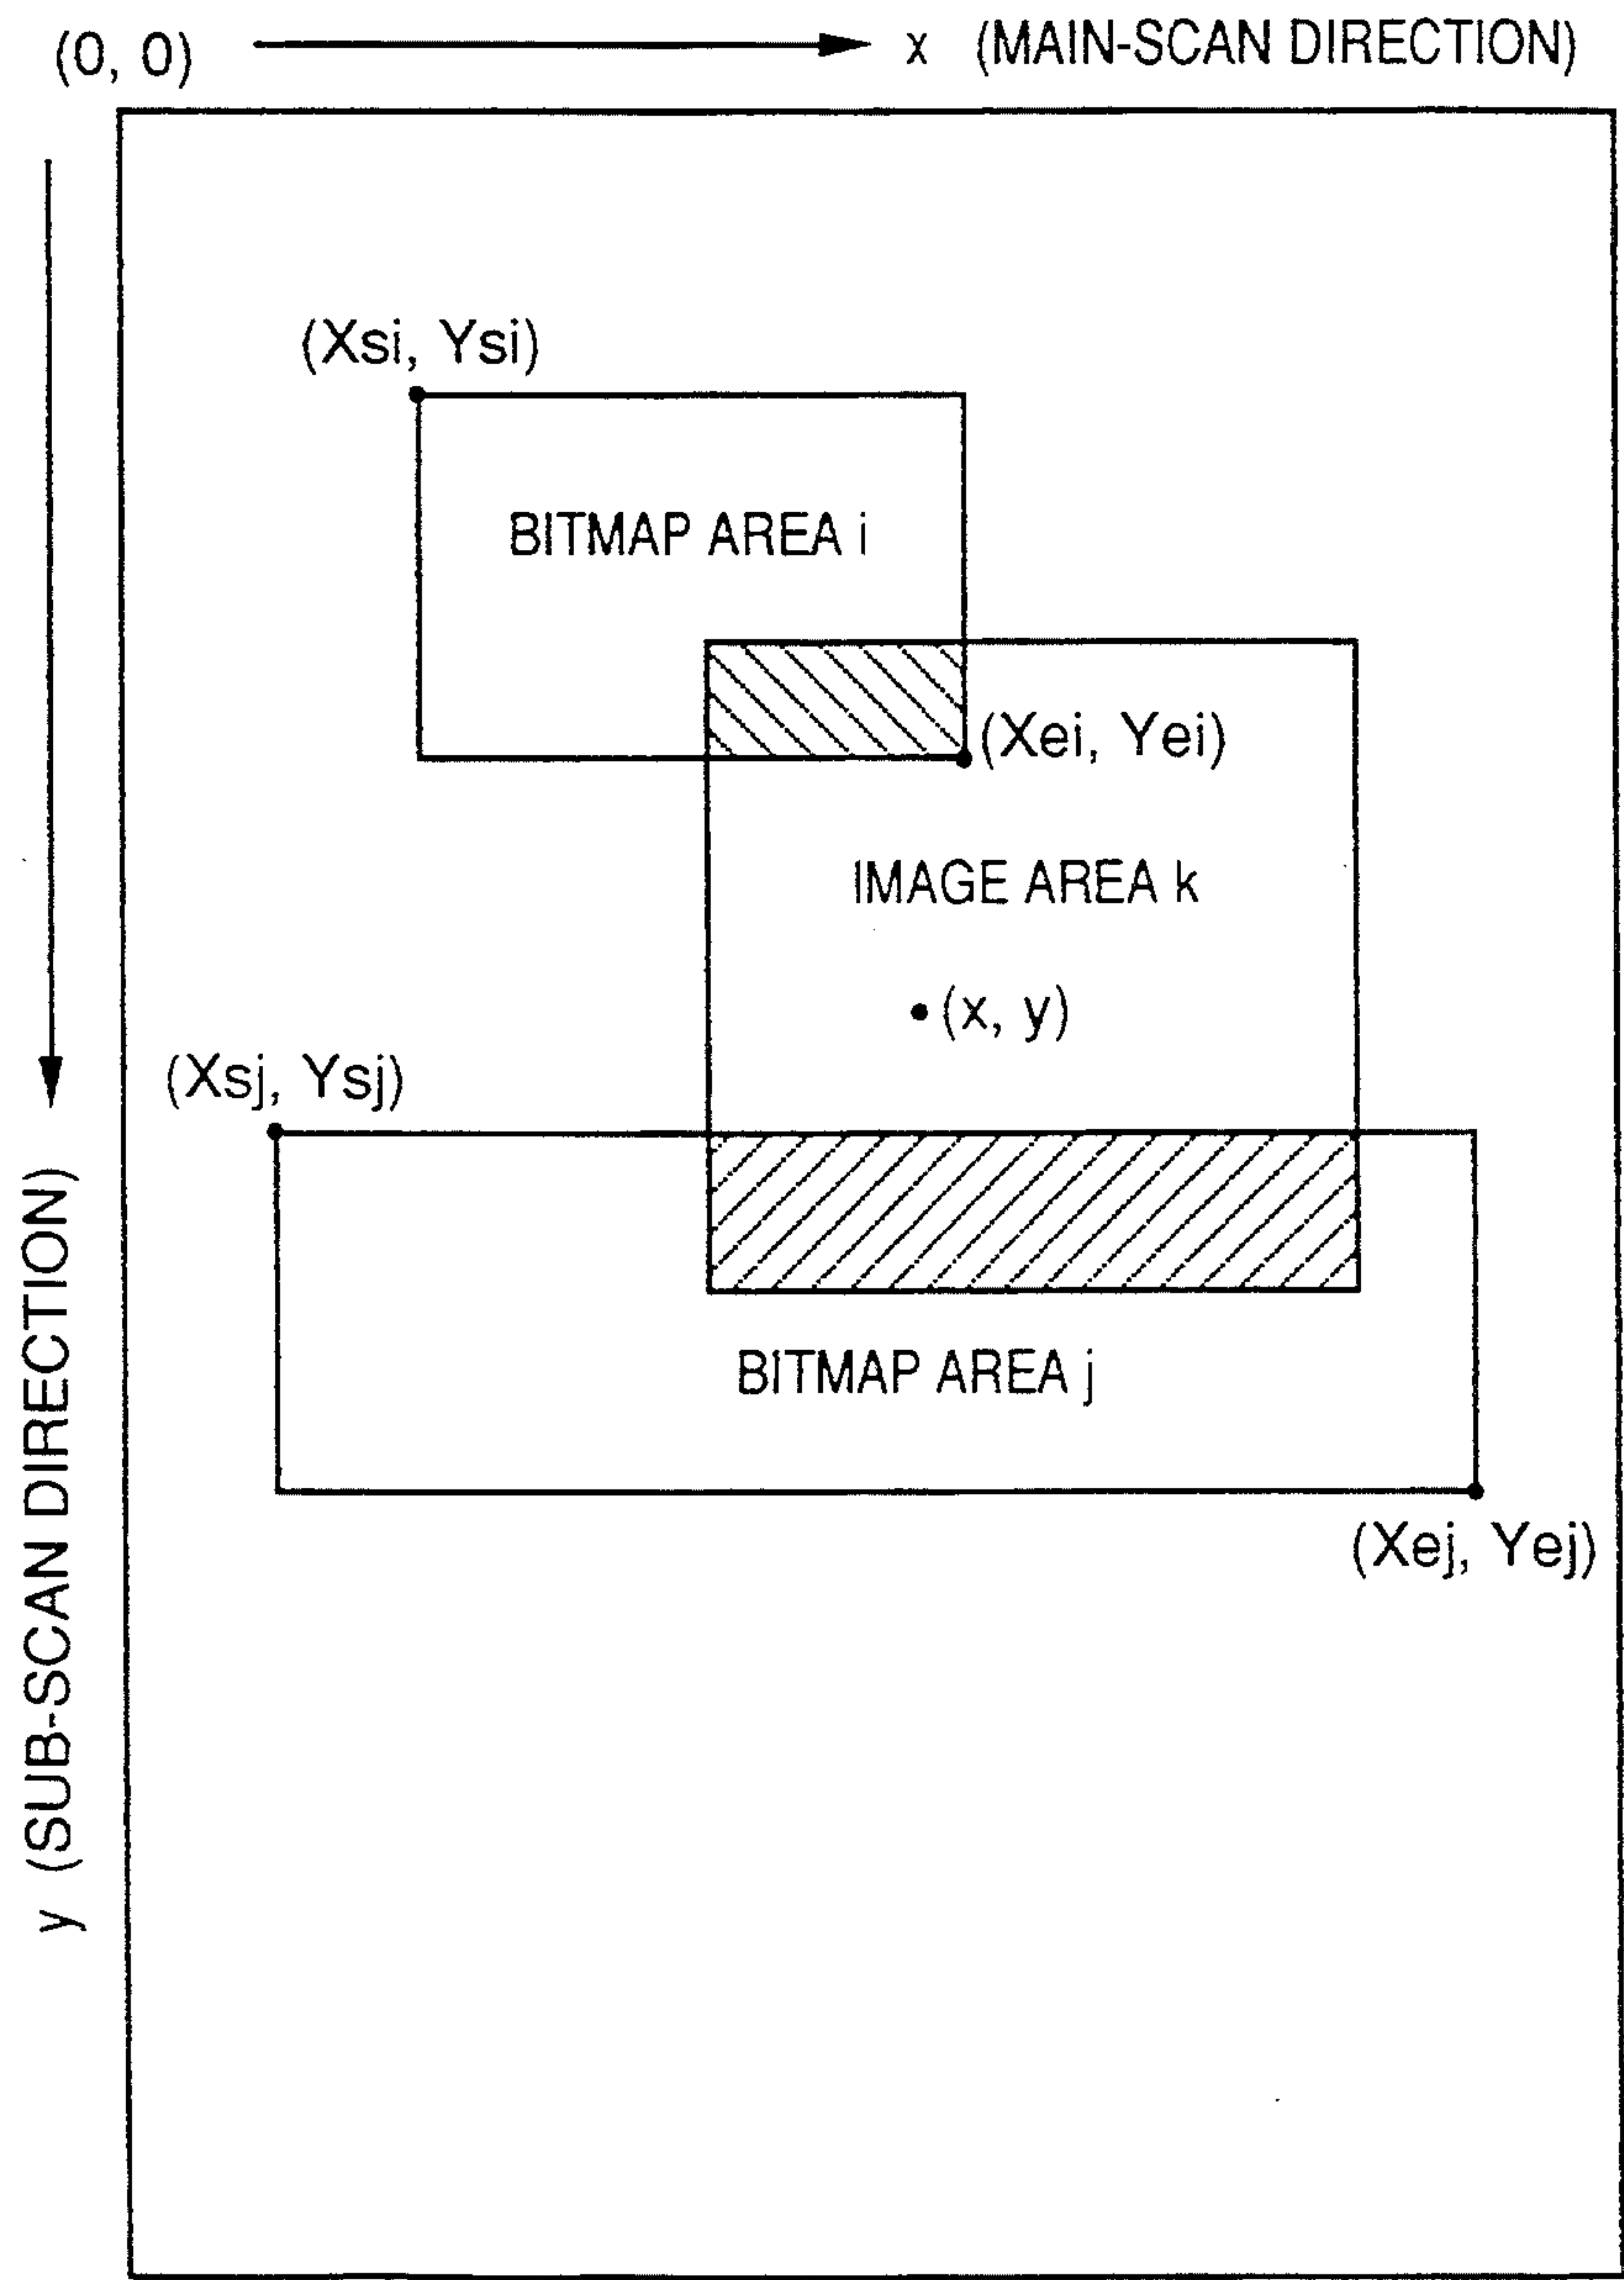 (0, 0)
x (MAIN-SCAN DIRECTION)
(Xsi, Ysi)
BITMAP AREA i
(Xei, Yei)
IMAGE AREA k
(x, y)
(Xsj, Ysj)
BITMAP AREA j
(Xej, Yej)
y (SUB-SCAN DIRECTION)